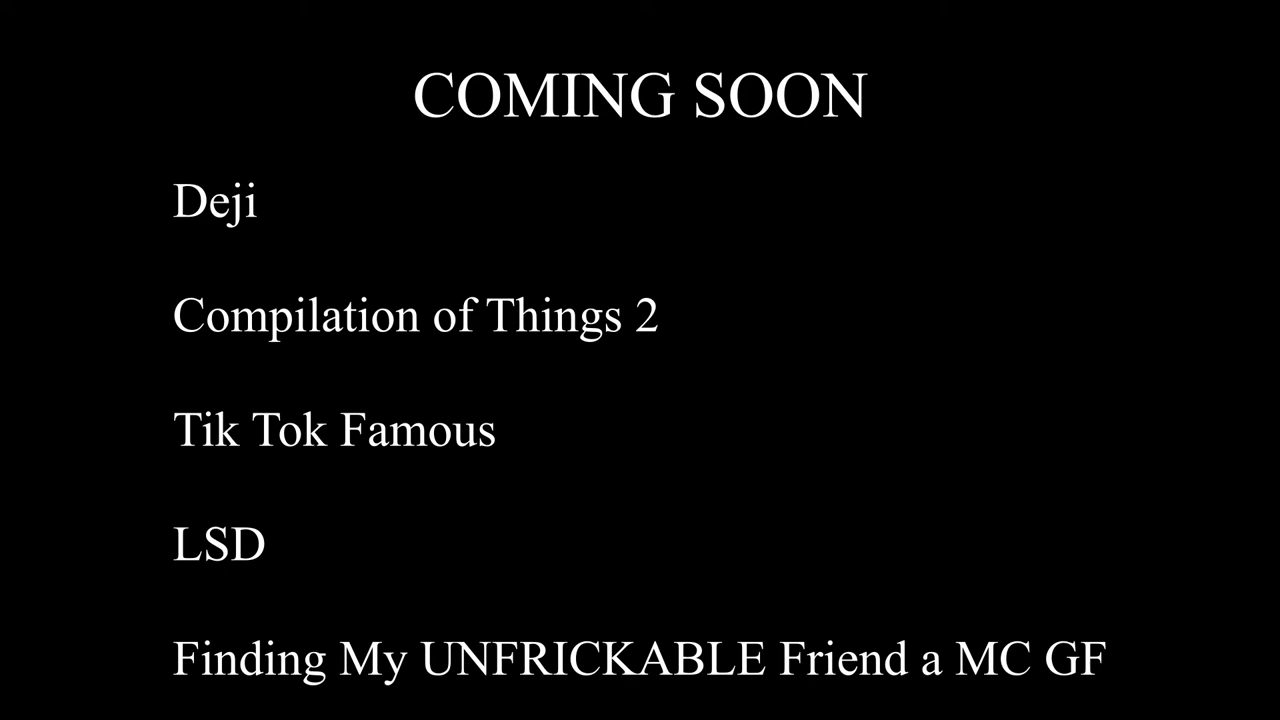 COMING SOON
Deji
Compilation of Things 2
Tik Tok Famous
LSD
Finding My UNFRICKABLE Friend a MC GF